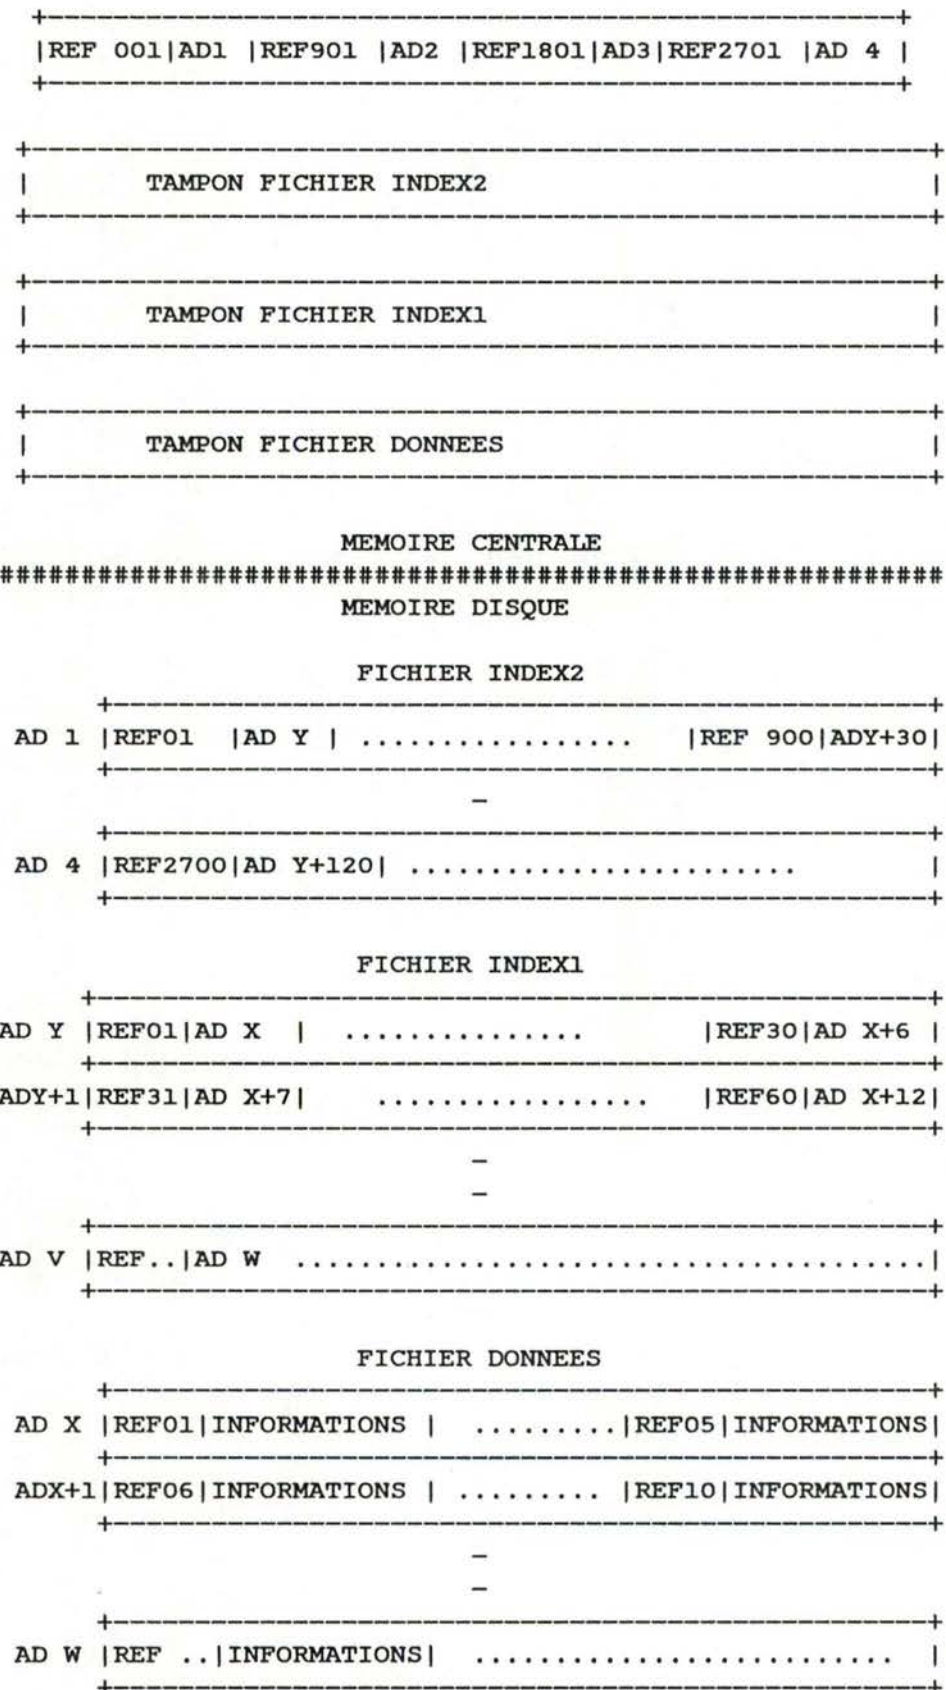 +----------------------------------------------------+
|REF 001|AD1 |REF901 |AD2 |REF1801|AD3|REF2701 |AD 4 |
+----------------------------------------------------+
+-------------------------------------------------------+
| TAMPON FICHIER INDEX2 |
+-------------------------------------------------------+
+-------------------------------------------------------+
| TAMPON FICHIER INDEX1 |
+-------------------------------------------------------+
+-------------------------------------------------------+
| TAMPON FICHIER DONNEES |
+-------------------------------------------------------+
MEMOIRE CENTRALE
##########################################################
MEMOIRE DISQUE
FICHIER INDEX2
+--------------------------------------------------+
AD 1 |REF01 |AD Y | ................. |REF 900|ADY+30|
+--------------------------------------------------+
-
+--------------------------------------------------+
AD 4 |REF2700|AD Y+120| ........................ |
+--------------------------------------------------+
FICHIER INDEX1
+---------------------------------------------------+
AD Y |REF01|AD X | ............... |REF30|AD X+6 |
+---------------------------------------------------+
ADY+1|REF31|AD X+7| ................. |REF60|AD X+12|
+---------------------------------------------------+
-
-
+---------------------------------------------------+
AD V |REF..|AD W .......................................|
+---------------------------------------------------+
FICHIER DONNEES
+--------------------------------------------------+
AD X |REF01|INFORMATIONS | .........|REF05|INFORMATIONS|
+--------------------------------------------------+
ADX+1|REF06|INFORMATIONS | ......... |REF10|INFORMATIONS|
+--------------------------------------------------+
-
-
+--------------------------------------------------+
AD W |REF ..|INFORMATIONS| .......................... |
+--------------------------------------------------+